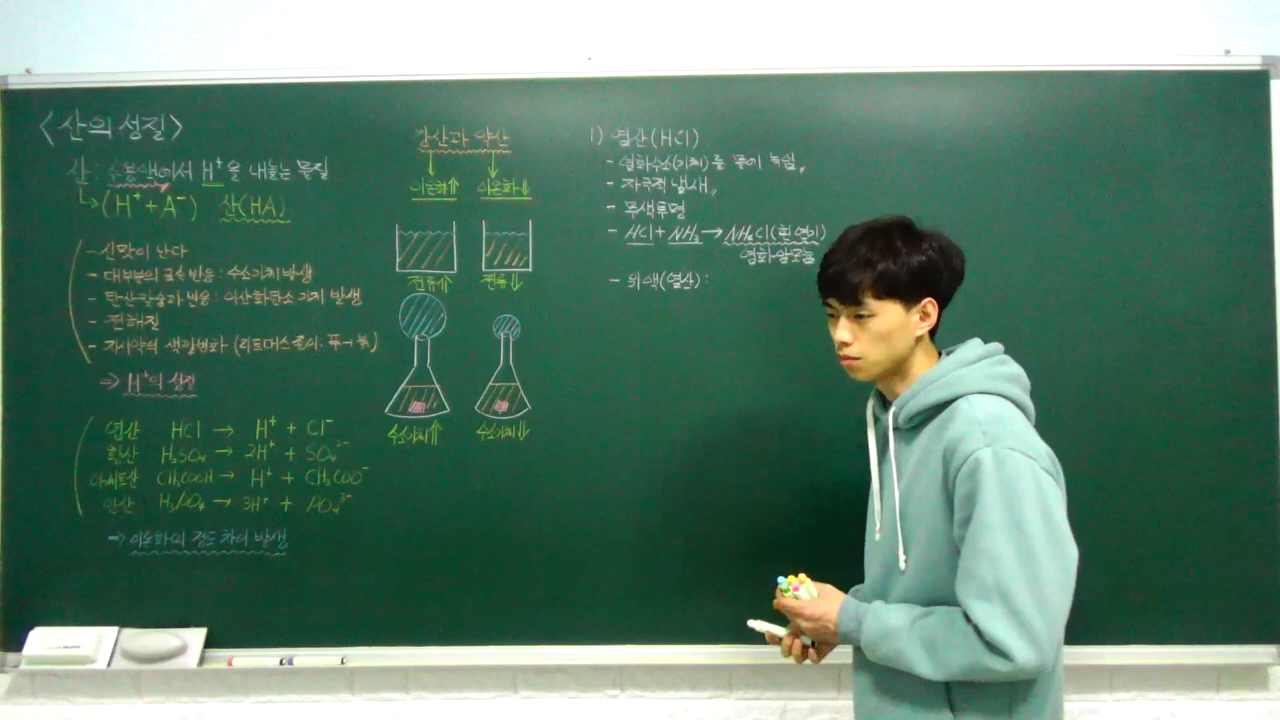 <산의 성질>
산 : 수용액에서 H⁺을 내놓는 물질
↳ (H⁺ + A⁻) 산(HA)
- 신맛이 난다
- 대부분의 금속 반응 : 수소기체 발생
- 탄산칼슘과 반응 : 이산화탄소 기체 발생
- 전해질
- 지시약의 색깔변화 (리트머스종이. 푸→붉)
⇒ H⁺의 성질
염산 HCl → H⁺ + Cl⁻
황산 H₂SO₄ → 2H⁺ + SO₄²⁻
아세트산 CH₃COOH → H⁺ + CH₃COO⁻
인산 H₃PO₄ → 3H⁺ + PO₄³⁻
⇒ 이온화의 정도 차이 발생
강산과 약산
이온화↑ 이온화↓
전류↑ 전류↓
수소기체↑ 수소기체↓
1) 염산(HCl)
- 염화수소(기체)를 물에 녹임
- 자극적 냄새
- 무색투명
- HCl + NH₃ → NH₄Cl(흰 연기)
염화암모늄
- 위액(염산) :